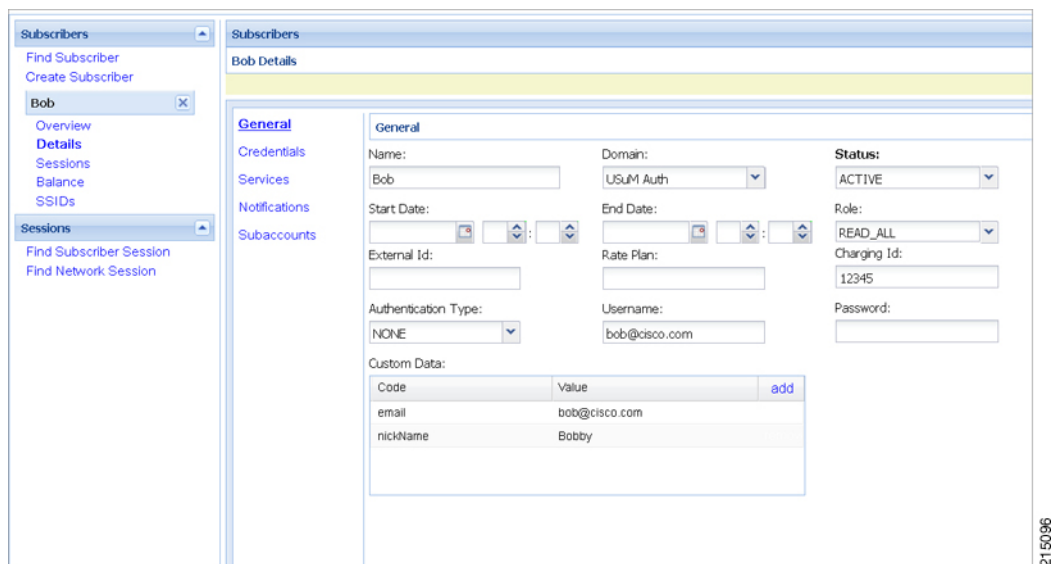 Subscribers
Find Subscriber
Create Subscriber
Bob
Overview
Details
Sessions
Balance
SSIDs
Sessions
Find Subscriber Session
Find Network Session
Subscribers
Bob Details
General
Credentials
Services
Notifications
Subaccounts
General
Name:
Domain:
Status:
Bob
USuM Auth
ACTIVE
Start Date:
End Date:
Role:
:
:
READ_ALL
External Id:
Rate Plan:
Charging Id:
12345
Authentication Type:
Username:
Password:
NONE
bob@cisco.com
Custom Data:
Code Value add
email bob@cisco.com
nickName Bobby
215096